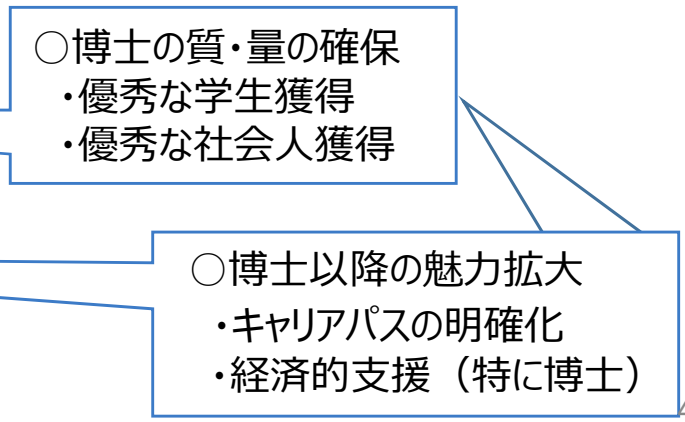 ○博士の質・量の確保
・優秀な学生獲得
・優秀な社会人獲得
○博士以降の魅力拡大
・キャリアパスの明確化
・経済的支援（特に博士）